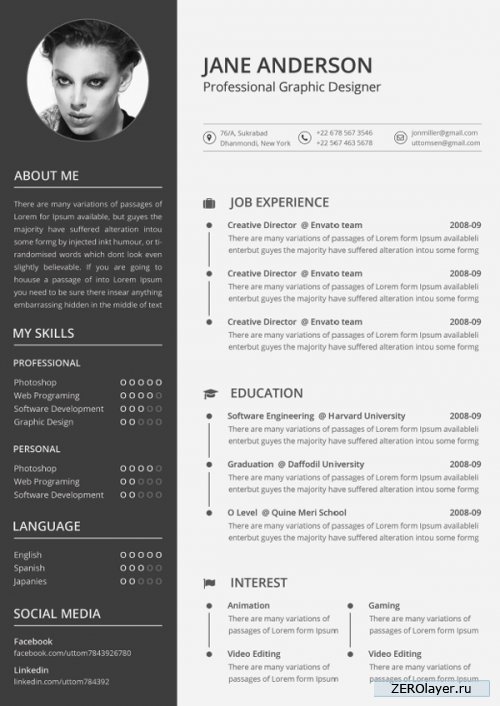 JANE ANDERSON
Professional Graphic Designer
76/A, Sukrabad
Dhanmondi, New York
+22 678 567 3546
+22 567 463 5678
jonmiller@gmail.com
uttomsen@gmail.com
ABOUT ME
There are many variations of passages of
Lorem for Ipsum available, but guyes the
majority have suffered alteration intou
some formg by injected inkt humour, or ti-
randomised words which dont look even
slightly believable. If you are going to
houuse a passage of into Lorem Ipsum
you need to be sure there insear anything
embarrassing hidden in the middle of text
MY SKILLS
PROFESSIONAL
Photoshop
Web Programing
Software Development
Graphic Design
PERSONAL
Photoshop
Web Programing
Software Development
LANGUAGE
English
Spanish
Japanies
SOCIAL MEDIA
Facebook
facebook.com/uttom7843926780
Linkedin
linkedin.com/uttom784392
JOB EXPERIENCE
Creative Director @ Envato team 2008-09
There are many variations of passages of Lorem form Ipsum availableli
enterbut guyes the majority have suffered alteration intou some formg
Creative Director @ Envato team 2008-09
There are many variations of passages of Lorem form Ipsum availableli
enterbut guyes the majority have suffered alteration intou some formg
Creative Director @ Envato team 2008-09
There are many variations of passages of Lorem form Ipsum availableli
enterbut guyes the majority have suffered alteration intou some formg
EDUCATION
Software Engineering @ Harvard University 2008-09
There are many variations of passages of Lorem form Ipsum availableli
enterbut guyes the majority have suffered alteration intou some formg
Graduation @ Daffodil University 2008-09
There are many variations of passages of Lorem form Ipsum availableli
enterbut guyes the majority have suffered alteration intou some formg
O Level @ Quine Meri School 2008-09
There are many variations of passages of Lorem form Ipsum availableli
enterbut guyes the majority have suffered alteration intou some formg
INTEREST
Animation
There are many variations of
passages of Lorem form Ipsum
Gaming
There are many variations of
passages of Lorem form Ipsum
Video Editing
There are many variations of
passages of Lorem form Ipsum
Video Editing
There are many variations of
passages of Lorem form Ipsum
ZEROlayer.ru